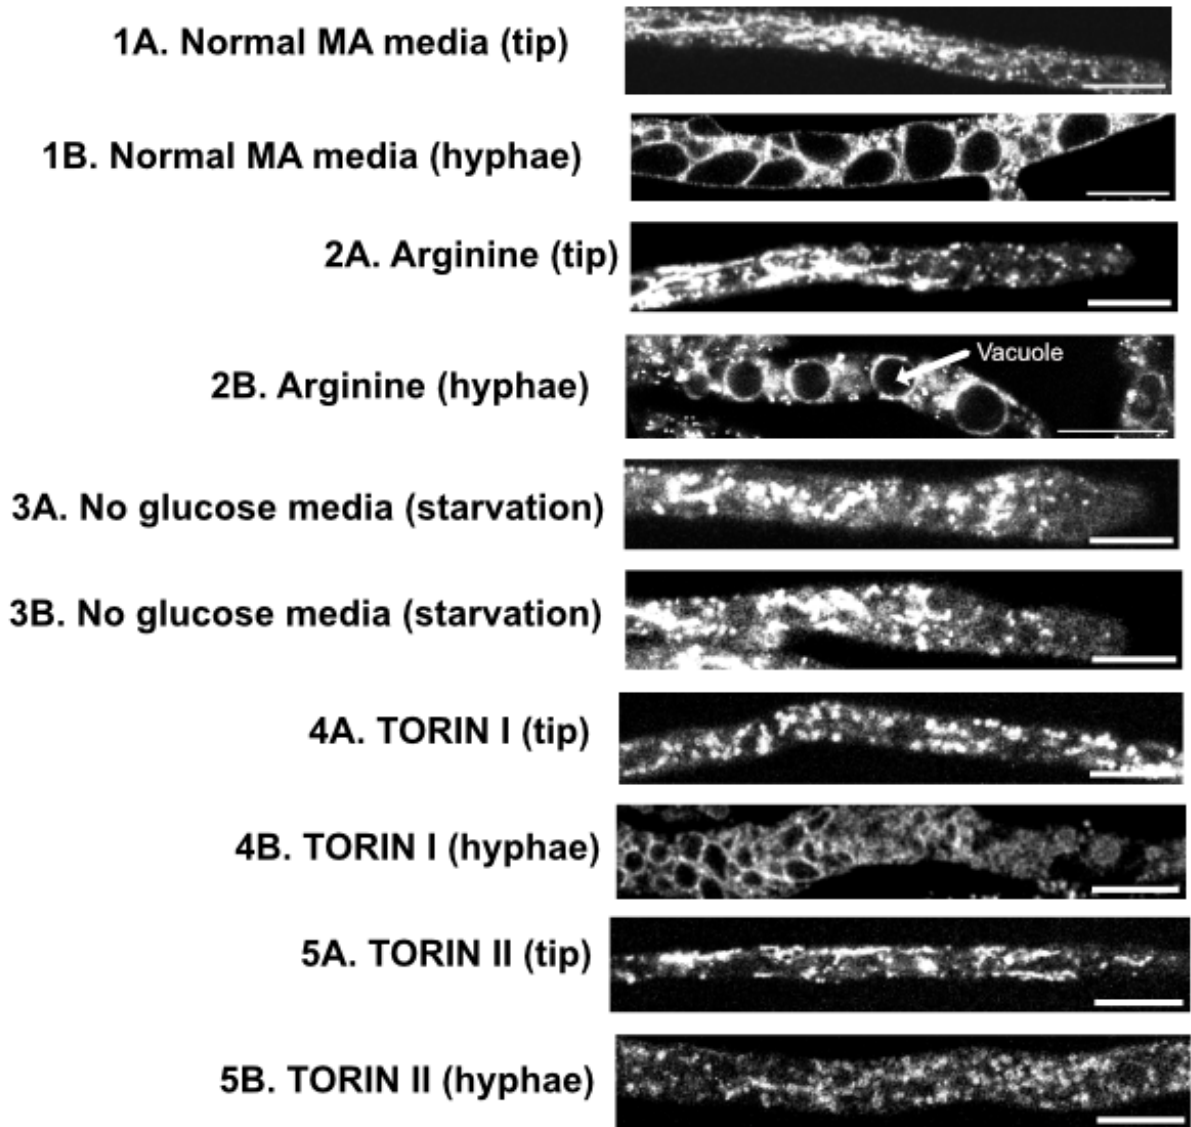 1A. Normal MA media (tip)
1B. Normal MA media (hyphae)
2A. Arginine (tip)
2B. Arginine (hyphae)
Vacuole
3A. No glucose media (starvation)
3B. No glucose media (starvation)
4A. TORIN I (tip)
4B. TORIN I (hyphae)
5A. TORIN II (tip)
5B. TORIN II (hyphae)